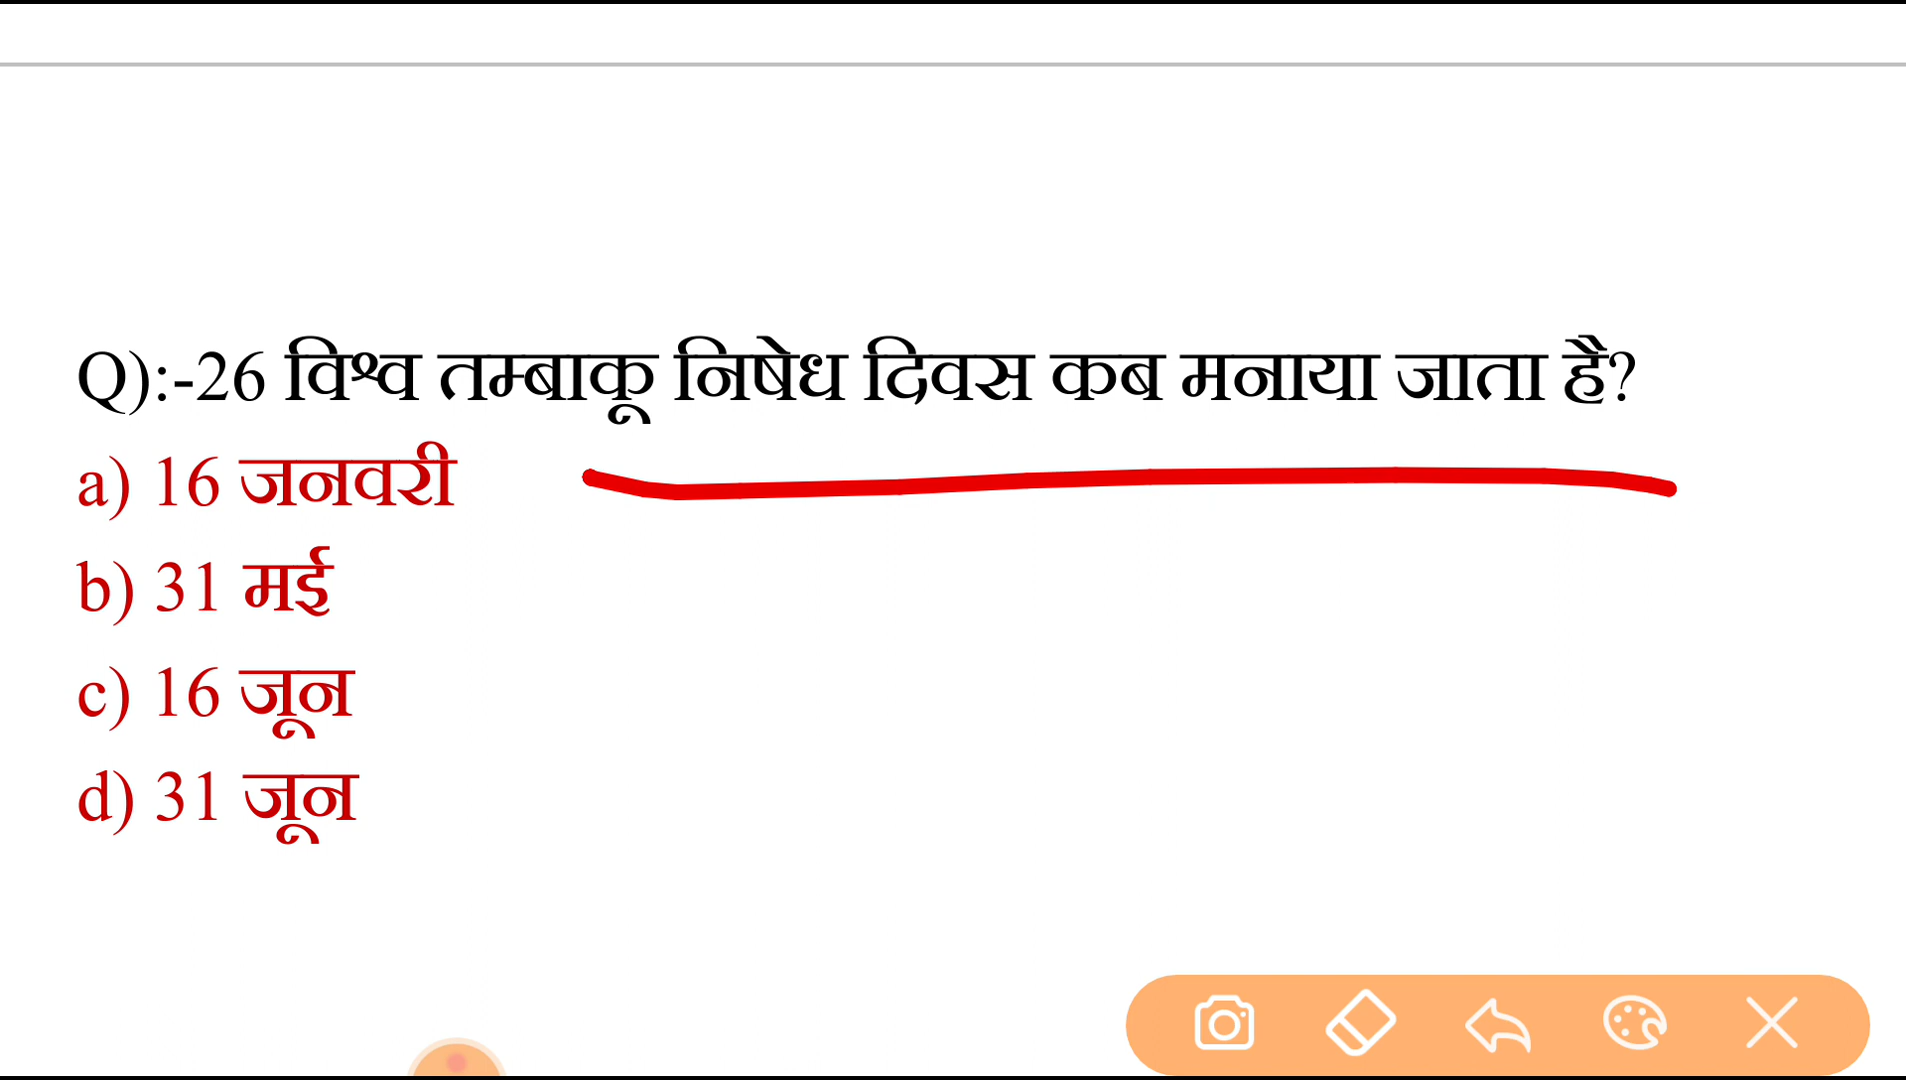 Q):-26 विश्व तम्बाकू निषेध दिवस कब मनाया जाता है?
a) 16 जनवरी
b) 31 मई
c) 16 जून
d) 31 जून